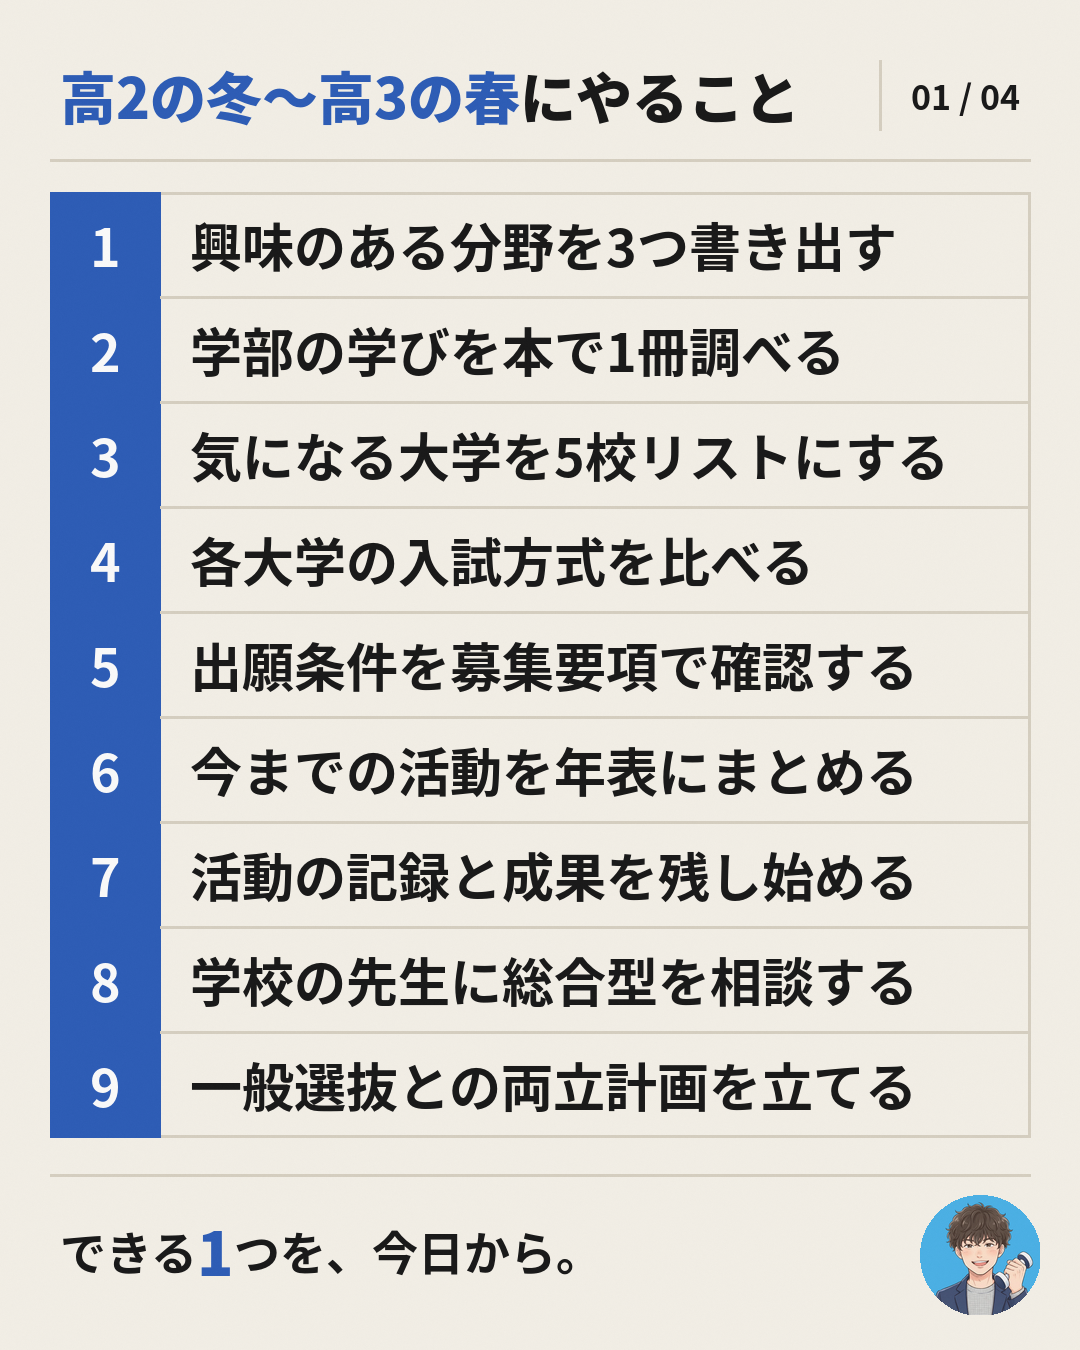 高2の冬〜高3の春にやること
01 / 04
1 興味のある分野を3つ書き出す
2 学部の学びを本で1冊調べる
3 気になる大学を5校リストにする
4 各大学の入試方式を比べる
5 出願条件を募集要項で確認する
6 今までの活動を年表にまとめる
7 活動の記録と成果を残し始める
8 学校の先生に総合型を相談する
9 一般選抜との両立計画を立てる
できる1つを、今日から。